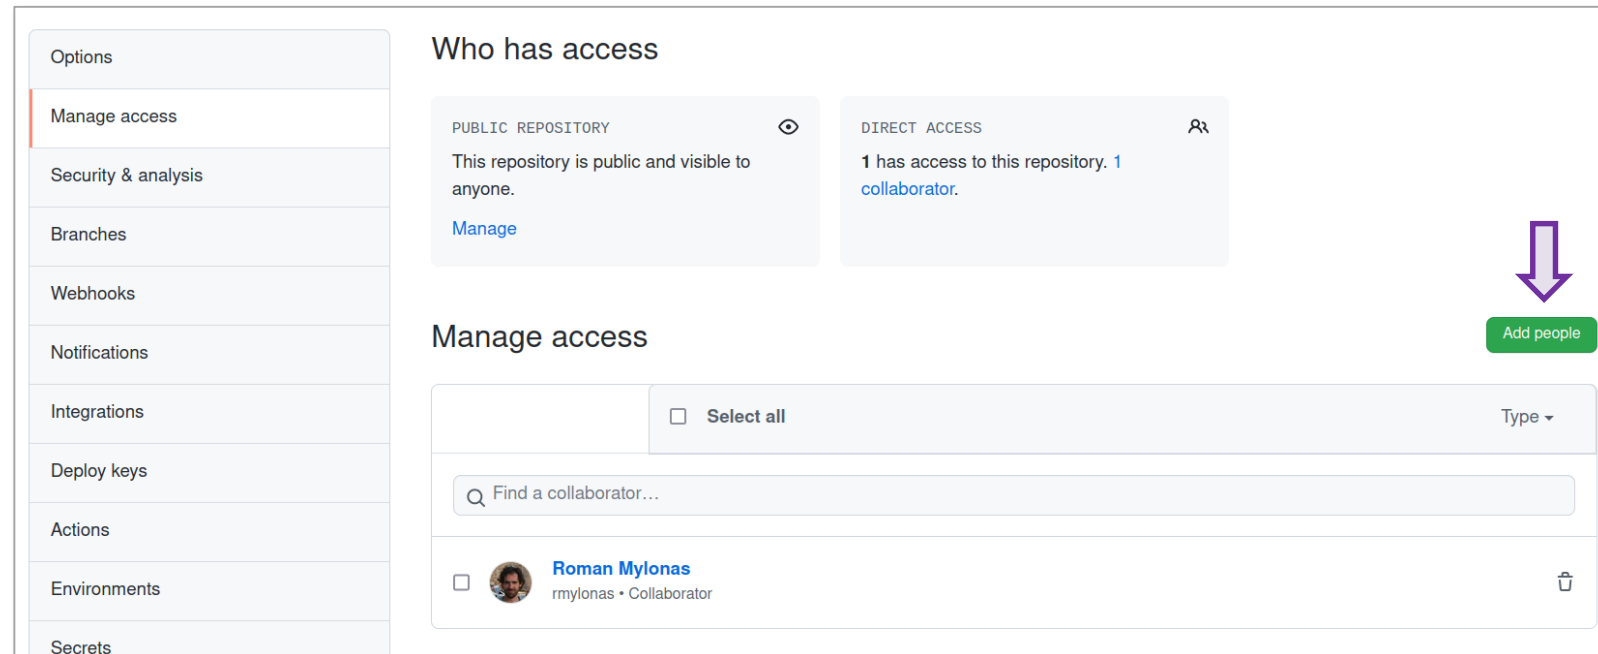 Options
Manage access
Security & analysis
Branches
Webhooks
Notifications
Integrations
Deploy keys
Actions
Environments
Secrets
Who has access
PUBLIC REPOSITORY
This repository is public and visible to
anyone.
Manage
DIRECT ACCESS
1 has access to this repository. 1
collaborator.
Manage access
Add people
Select all
Type
Find a collaborator…
Roman Mylonas
rmylonas • Collaborator